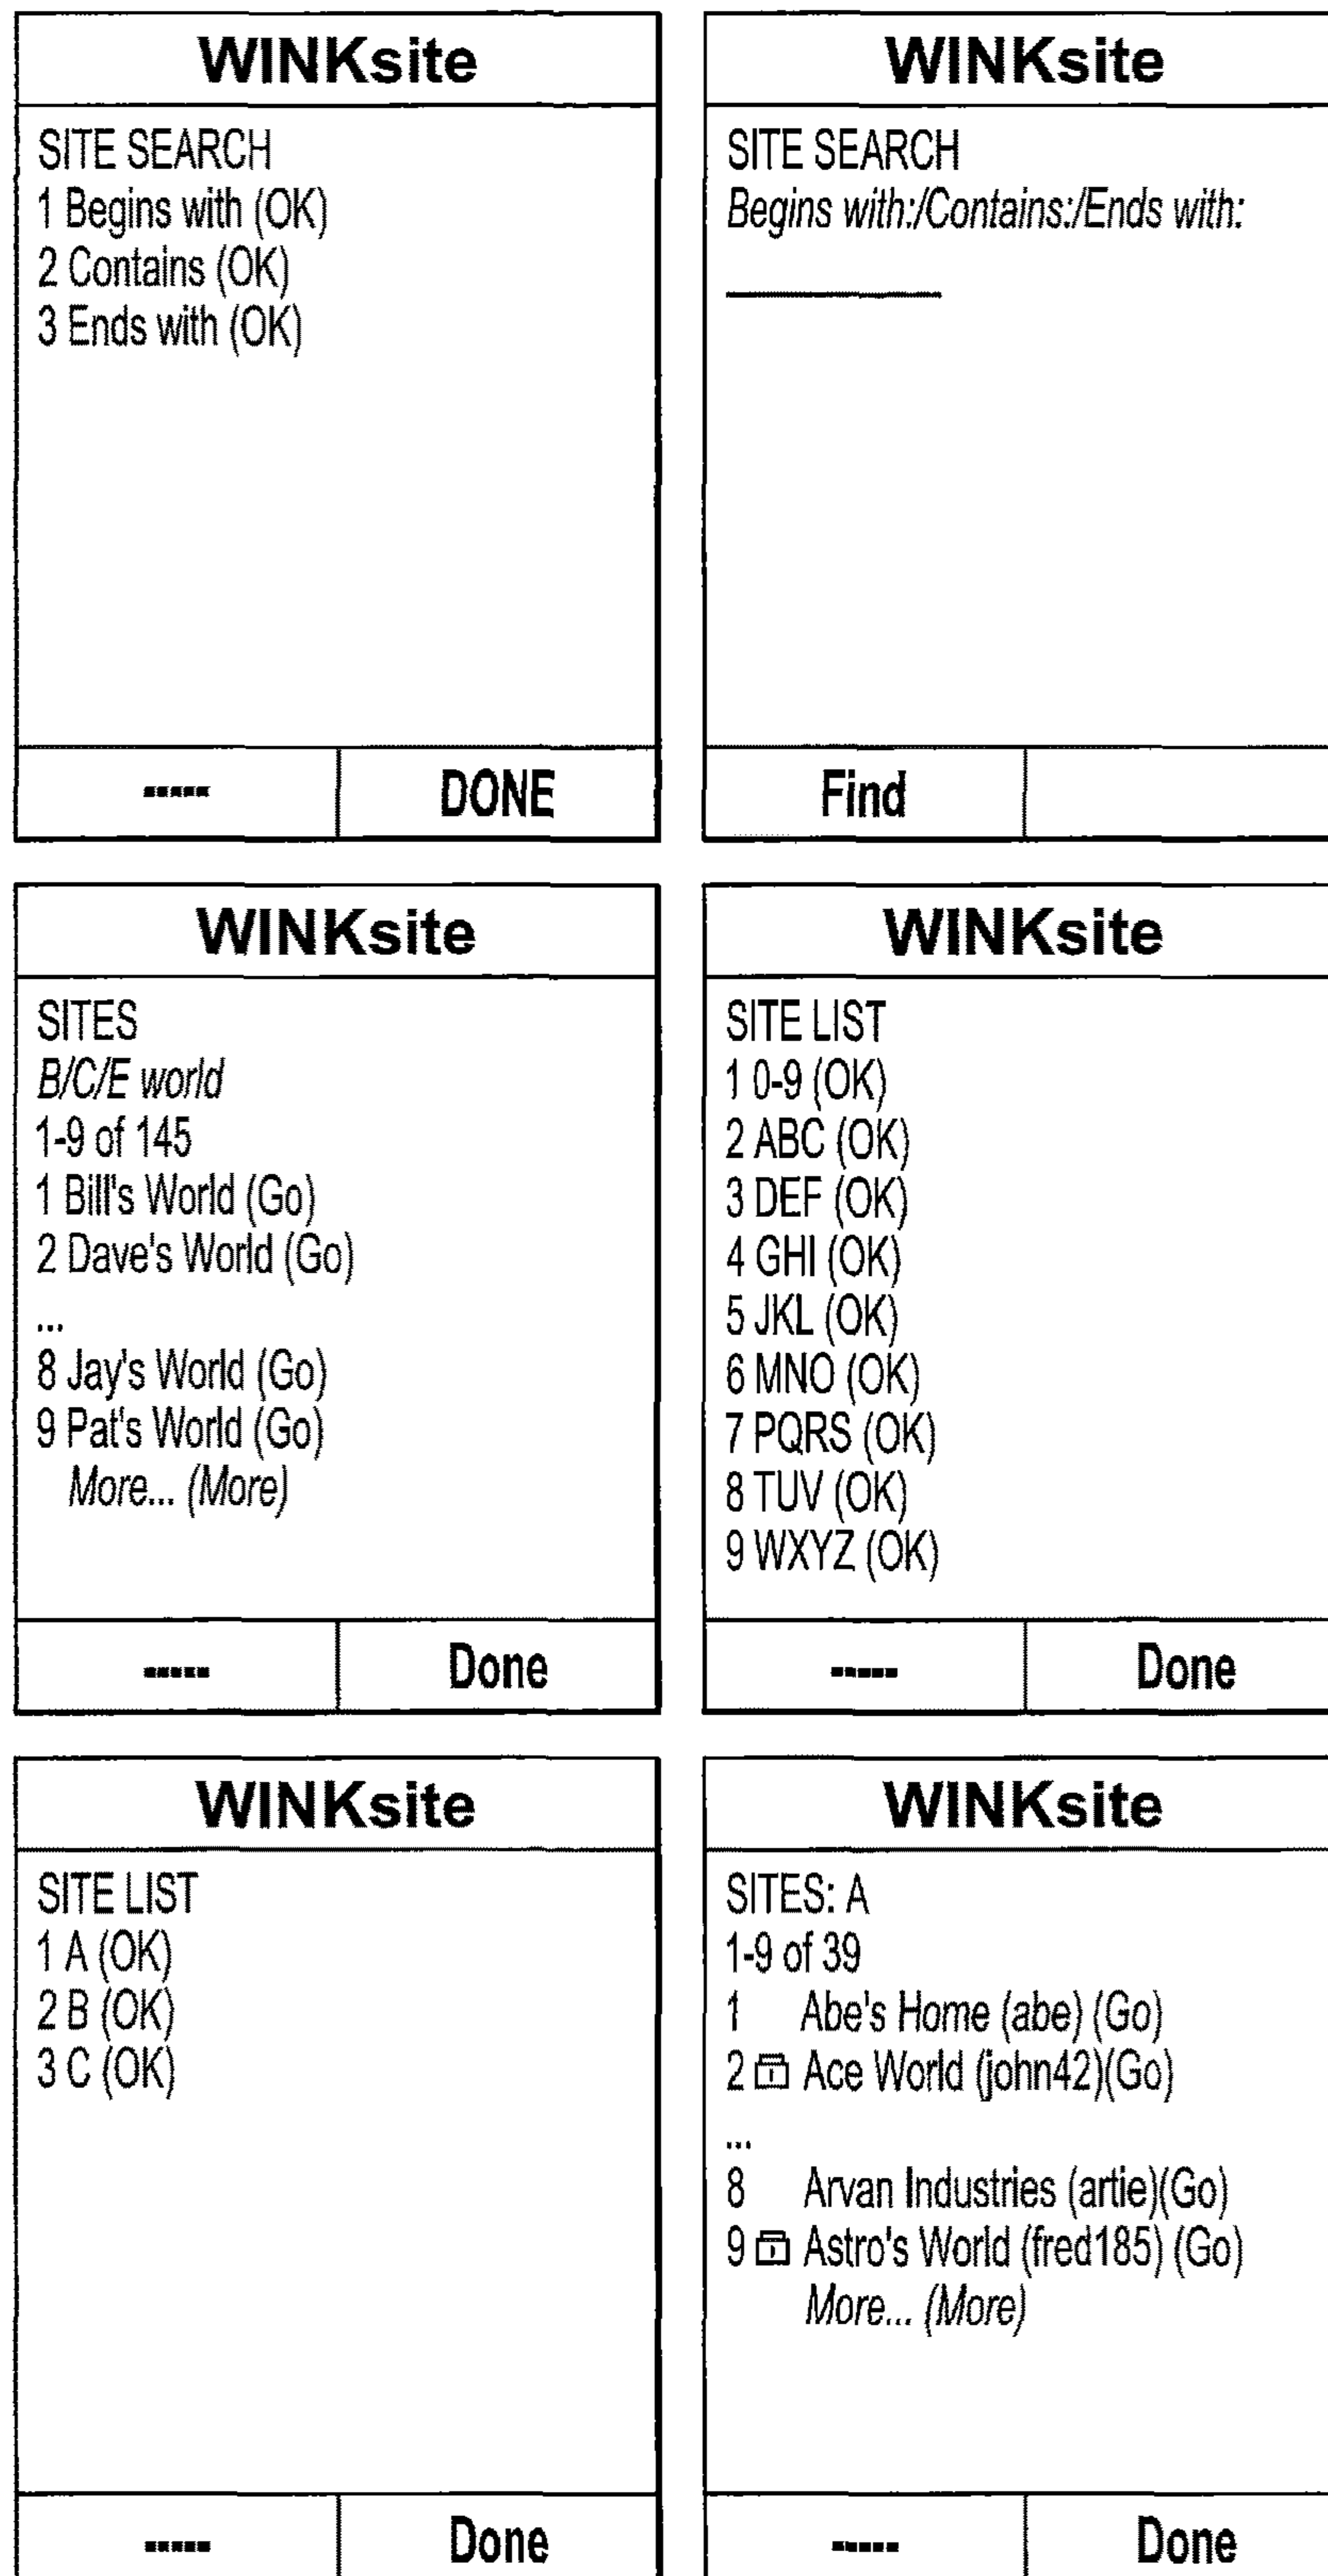 WINKsite
SITE SEARCH
1 Begins with (OK)
2 Contains (OK)
3 Ends with (OK)
----- DONE
WINKsite
SITE SEARCH
Begins with:/Contains:/Ends with:
Find
WINKsite
SITES
B/C/E world
1-9 of 145
1 Bill's World (Go)
2 Dave's World (Go)
...
8 Jay's World (Go)
9 Pat's World (Go)
More... (More)
----- Done
WINKsite
SITE LIST
1 0-9 (OK)
2 ABC (OK)
3 DEF (OK)
4 GHI (OK)
5 JKL (OK)
6 MNO (OK)
7 PQRS (OK)
8 TUV (OK)
9 WXYZ (OK)
----- Done
WINKsite
SITE LIST
1 A (OK)
2 B (OK)
3 C (OK)
----- Done
WINKsite
SITES: A
1-9 of 39
1 Abe's Home (abe) (Go)
2 Ace World (john42)(Go)
...
8 Arvan Industries (artie)(Go)
9 Astro's World (fred185) (Go)
More... (More)
----- Done